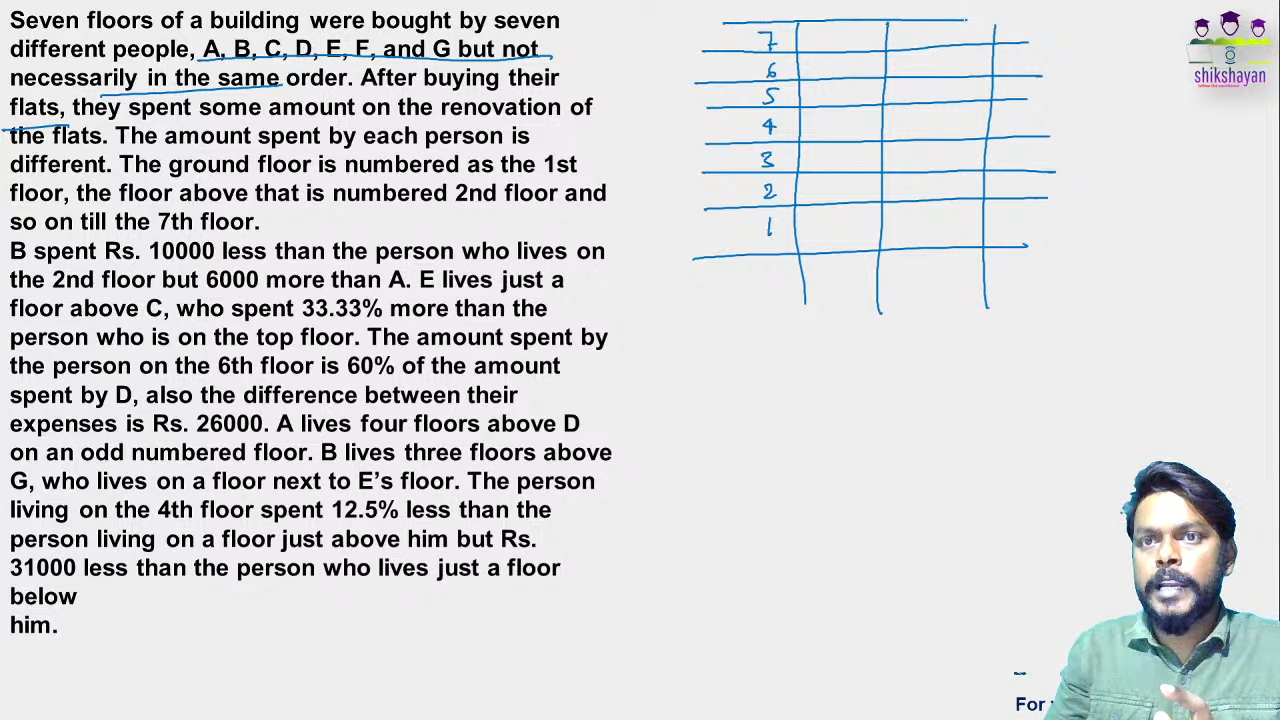 Seven floors of a building were bought by seven
different people, A, B, C, D, E, F, and G but not
necessarily in the same order. After buying their
flats, they spent some amount on the renovation of
the flats. The amount spent by each person is
different. The ground floor is numbered as the 1st
floor, the floor above that is numbered 2nd floor and
so on till the 7th floor.
B spent Rs. 10000 less than the person who lives on
the 2nd floor but 6000 more than A. E lives just a
floor above C, who spent 33.33% more than the
person who is on the top floor. The amount spent by
the person on the 6th floor is 60% of the amount
spent by D, also the difference between their
expenses is Rs. 26000. A lives four floors above D
on an odd numbered floor. B lives three floors above
G, who lives on a floor next to E’s floor. The person
living on the 4th floor spent 12.5% less than the
person living on a floor just above him but Rs.
31000 less than the person who lives just a floor
below
him.
7
6
5
4
3
2
1
shikshayan
For